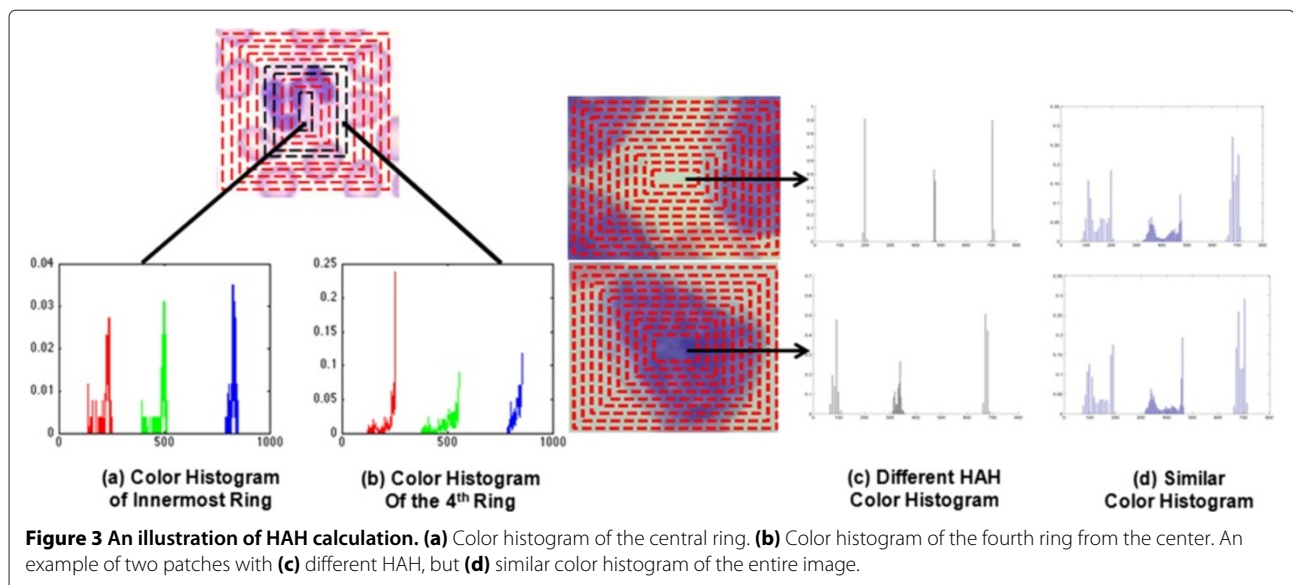 0.04
0.03
0.02
0.01
0
0 500 1000
(a) Color Histogram
of Innermost Ring
0.25
0.2
0.15
0.1
0.05
0
0 500 1000
(b) Color Histogram
Of the 4th Ring
(c) Different HAH
Color Histogram
(d) Similar
Color Histogram
Figure 3 An illustration of HAH calculation. (a) Color histogram of the central ring. (b) Color histogram of the fourth ring from the center. An
example of two patches with (c) different HAH, but (d) similar color histogram of the entire image.